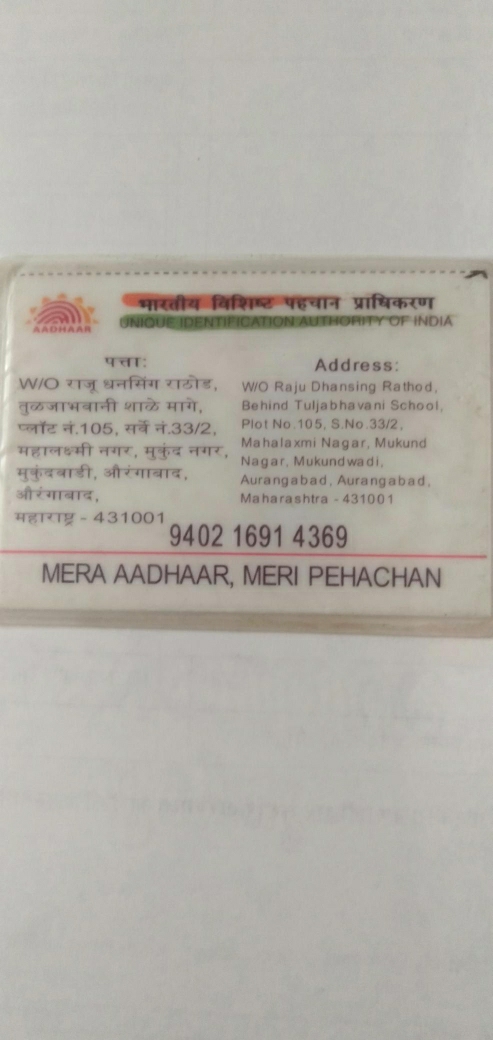 भारतीय विशिष्ट पहचान प्राधिकरण
AADHAAR
UNIQUE IDENTIFICATION AUTHORITY OF INDIA
पत्ता:
W/O राजू धनसिंग राठोड,
तुळजाभवानी शाळे मागे,
प्लॉट नं.105, सर्वे नं.33/2,
महालक्ष्मी नगर, मुकुंद नगर,
मुकुंदवाडी, औरंगाबाद,
औरंगाबाद,
महाराष्ट्र - 431001
Address:
W/O Raju Dhansing Rathod,
Behind Tuljabhavani School,
Plot No.105, S.No.33/2,
Mahalaxmi Nagar, Mukund
Nagar, Mukundwadi,
Aurangabad, Aurangabad,
Maharashtra - 431001
9402 1691 4369
MERA AADHAAR, MERI PEHACHAN